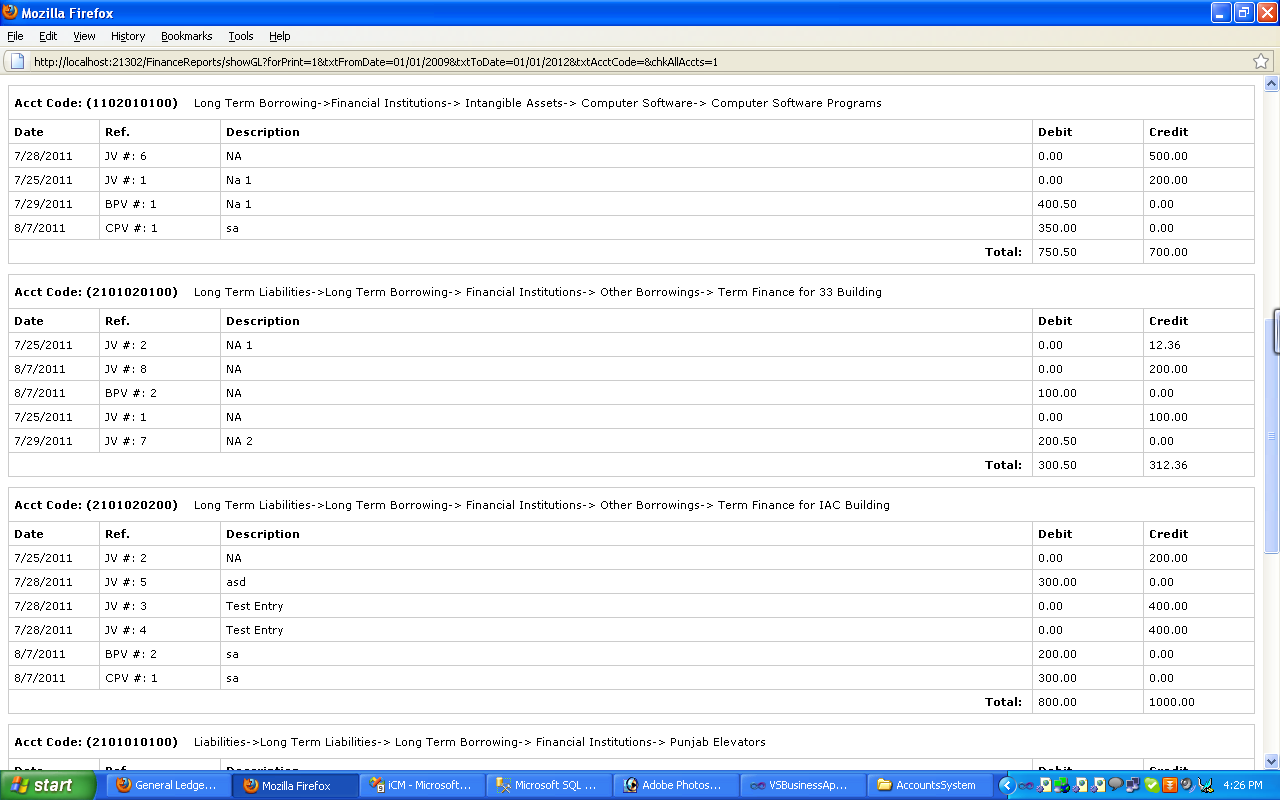 Mozilla Firefox
File Edit View History Bookmarks Tools Help
http://localhost:21302/FinanceReports/showGL?forPrint=1&txtFromDate=01/01/2009&txtToDate=01/01/2012&txtAcctCode=&chkAllAccts=1
Acct Code: (1102010100) Long Term Borrowing->Financial Institutions-> Intangible Assets-> Computer Software-> Computer Software Programs
Date Ref. Description Debit Credit
7/28/2011 JV #: 6 NA 0.00 500.00
7/25/2011 JV #: 1 Na 1 0.00 200.00
7/29/2011 BPV #: 1 Na 1 400.50 0.00
8/7/2011 CPV #: 1 sa 350.00 0.00
Total: 750.50 700.00
Acct Code: (2101020100) Long Term Liabilities->Long Term Borrowing-> Financial Institutions-> Other Borrowings-> Term Finance for 33 Building
Date Ref. Description Debit Credit
7/25/2011 JV #: 2 NA 1 0.00 12.36
8/7/2011 JV #: 8 NA 0.00 200.00
8/7/2011 BPV #: 2 NA 100.00 0.00
7/25/2011 JV #: 1 NA 0.00 100.00
7/29/2011 JV #: 7 NA 2 200.50 0.00
Total: 300.50 312.36
Acct Code: (2101020200) Long Term Liabilities->Long Term Borrowing-> Financial Institutions-> Other Borrowings-> Term Finance for IAC Building
Date Ref. Description Debit Credit
7/25/2011 JV #: 2 NA 0.00 200.00
7/28/2011 JV #: 5 asd 300.00 0.00
7/28/2011 JV #: 3 Test Entry 0.00 400.00
7/28/2011 JV #: 4 Test Entry 0.00 400.00
8/7/2011 BPV #: 2 sa 200.00 0.00
8/7/2011 CPV #: 1 sa 300.00 0.00
Total: 800.00 1000.00
Acct Code: (2101010100) Liabilities->Long Term Liabilities-> Long Term Borrowing-> Financial Institutions-> Punjab Elevators
start General Ledge... Mozilla Firefox iCM - Microsoft... Microsoft SQL ... Adobe Photos... VSBusinessAp... AccountsSystem 4:26 PM